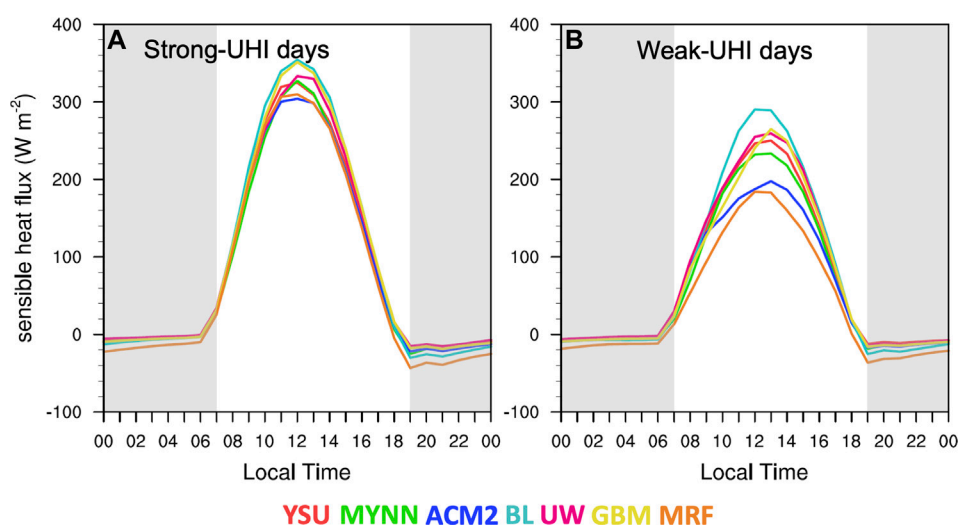 A
Strong-UHI days
B
Weak-UHI days
sensible heat flux (W m⁻²)
400
300
200
100
0
-100
400
300
200
100
0
-100
00 02 04 06 08 10 12 14 16 18 20 22 00
00 02 04 06 08 10 12 14 16 18 20 22 00
Local Time
Local Time
YSU MYNN ACM2 BL UW GBM MRF